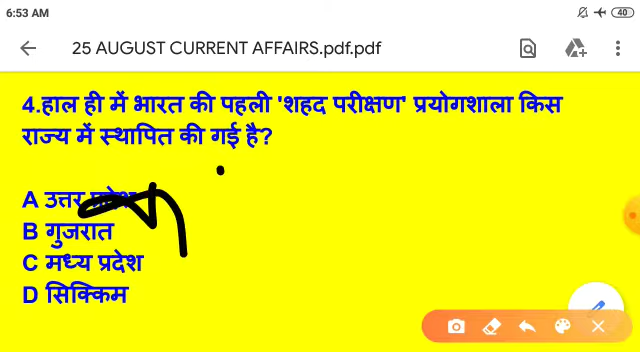 6:53 AM
40
25 AUGUST CURRENT AFFAIRS.pdf.pdf
4.हाल ही में भारत की पहली 'शहद परीक्षण' प्रयोगशाला किस
राज्य में स्थापित की गई है?
A उत्तर प्रदेश
B गुजरात
C मध्य प्रदेश
D सिक्किम